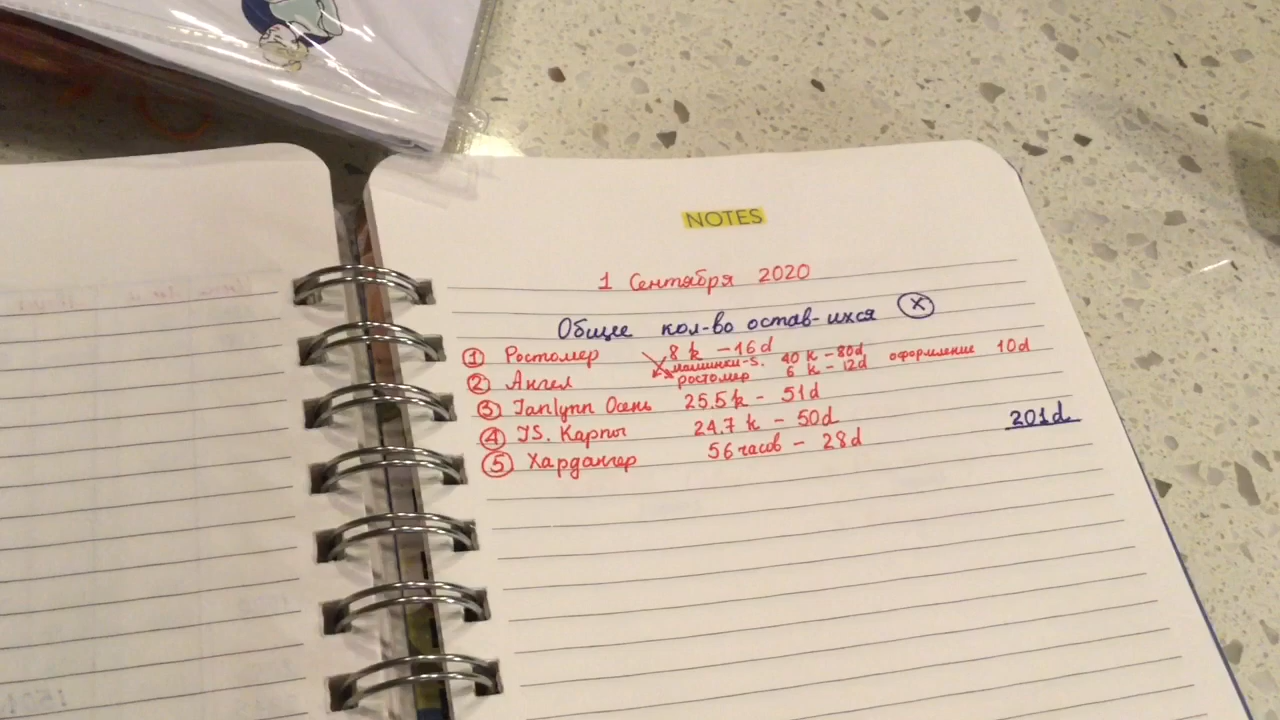 NOTES
1 Сентября 2020
Общее кол-во остав-ихся X
1 Ростомер 8 k - 16d
машинки-S. 40 k - 80d оформление 10d
2 Ангел ростомер 6 k - 12d
3 Janlynn Осень 25.5 k - 51d
4 JS. Карпы 24.7 k - 50d
201d
5 Хардангер 56 часов - 28d